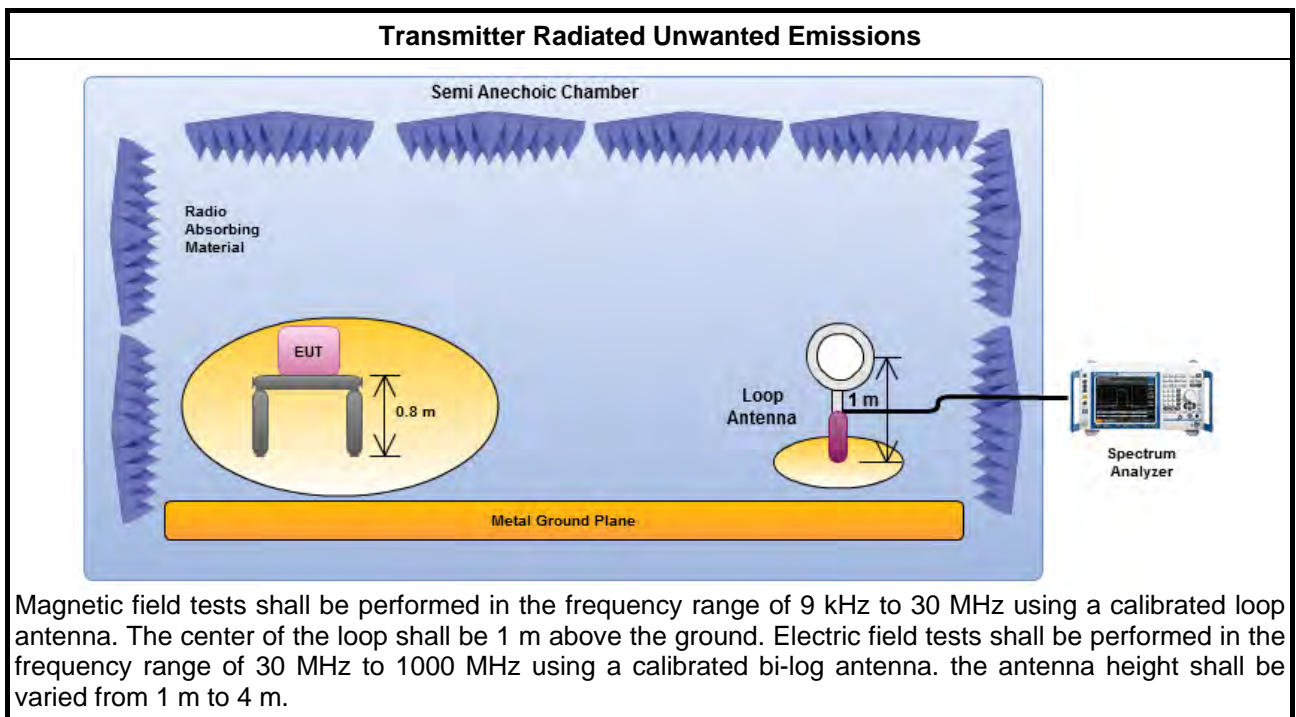 Transmitter Radiated Unwanted Emissions
Semi Anechoic Chamber
Radio
Absorbing
Material
EUT
0.8 m
Loop
Antenna
1 m
Spectrum
Analyzer
Metal Ground Plane
Magnetic field tests shall be performed in the frequency range of 9 kHz to 30 MHz using a calibrated loop
antenna. The center of the loop shall be 1 m above the ground. Electric field tests shall be performed in the
frequency range of 30 MHz to 1000 MHz using a calibrated bi-log antenna. the antenna height shall be
varied from 1 m to 4 m.